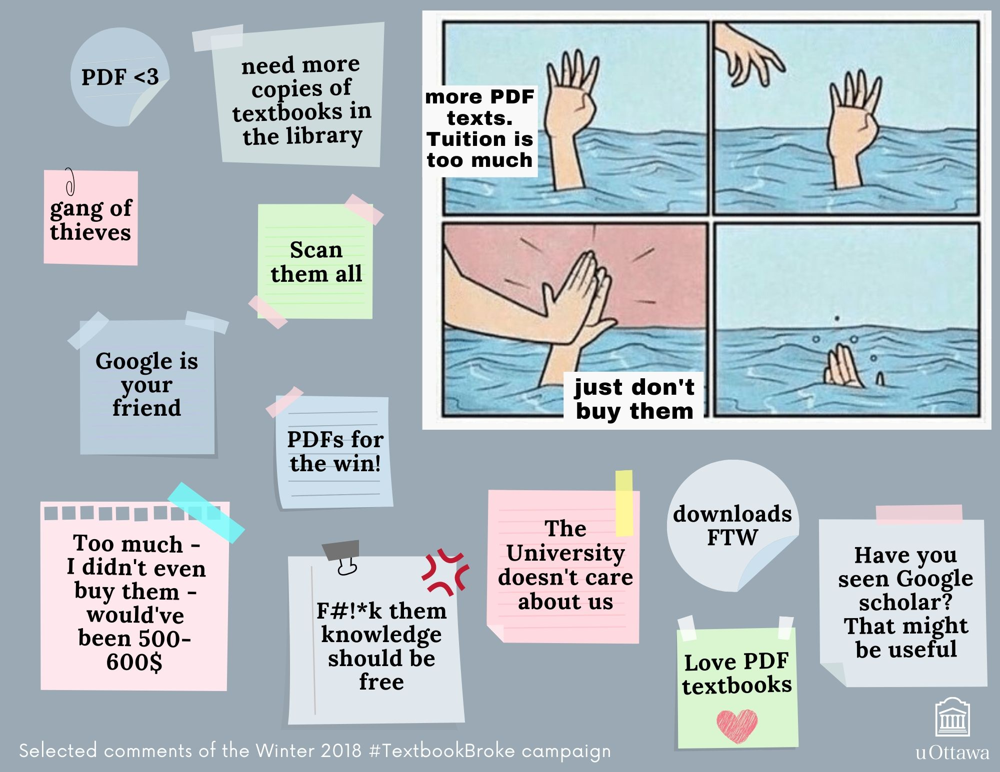 PDF <3
need more
copies of
textbooks in
the library
more PDF
texts.
Tuition is
too much
gang of
thieves
Scan
them all
Google is
your
friend
PDFs for
the win!
just don't
buy them
Too much -
I didn't even
buy them -
would've
been 500-
600$
F#!*k them
knowledge
should be
free
The
University
doesn't care
about us
downloads
FTW
Have you
seen Google
scholar?
That might
be useful
Love PDF
textbooks
Selected comments of the Winter 2018 #TextbookBroke campaign
uOttawa